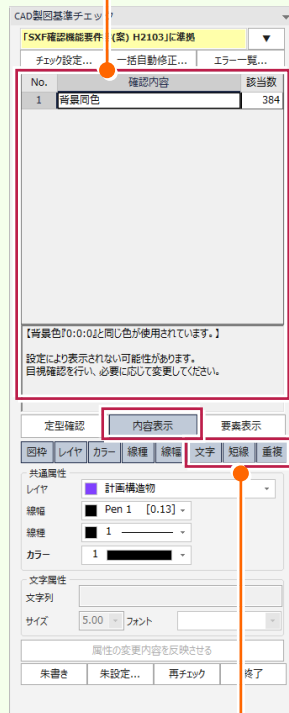 CAD製図基準チェック
「SXF確認機能要件 (案) H2103」に準拠 ▼
チェック設定... 一括自動修正... エラー一覧...
No. 確認内容 該当数
1 背景同色 384
【背景色『0:0:0』と同じ色が使用されています。】
設定により表示されない可能性があります。
目視確認を行い、必要に応じて変更してください。
定型確認 内容表示 要素表示
図枠 レイヤ カラー 線種 線幅 文字 短線 重複
共通属性
レイヤ 計画構造物
線幅 Pen 1 [0.13]
線種 1
カラー 1
文字属性
文字列
サイズ 5.00 フォント
属性の変更内容を反映させる
朱書き 朱設定... 再チェック 終了